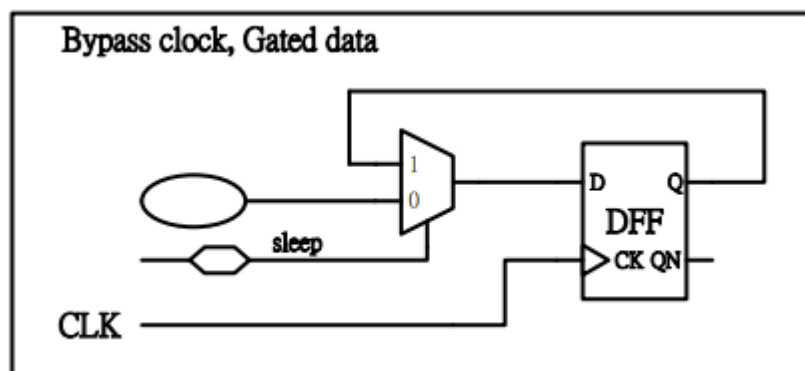 Bypass clock, Gated data
1
0
D
Q
DFF
sleep
CK
QN
CLK